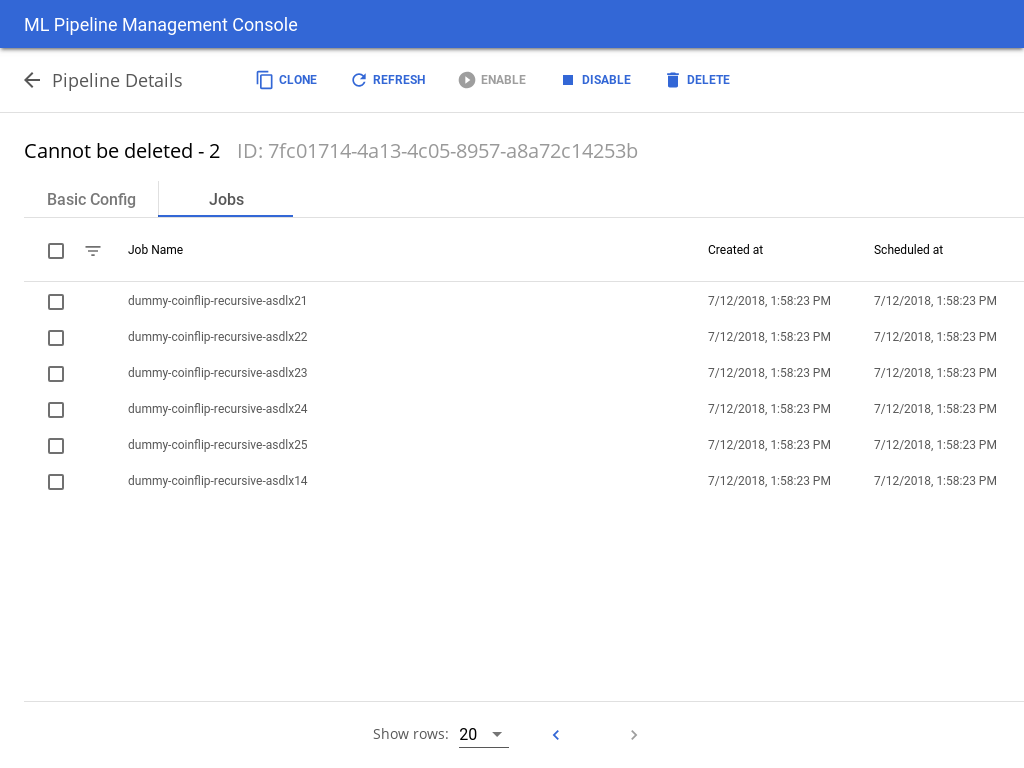 ML Pipeline Management Console
Pipeline Details CLONE REFRESH ENABLE DISABLE DELETE
Cannot be deleted - 2 ID: 7fc01714-4a13-4c05-8957-a8a72c14253b
Basic Config Jobs
Job Name Created at Scheduled at
dummy-coinflip-recursive-asdlx21 7/12/2018, 1:58:23 PM 7/12/2018, 1:58:23 PM
dummy-coinflip-recursive-asdlx22 7/12/2018, 1:58:23 PM 7/12/2018, 1:58:23 PM
dummy-coinflip-recursive-asdlx23 7/12/2018, 1:58:23 PM 7/12/2018, 1:58:23 PM
dummy-coinflip-recursive-asdlx24 7/12/2018, 1:58:23 PM 7/12/2018, 1:58:23 PM
dummy-coinflip-recursive-asdlx25 7/12/2018, 1:58:23 PM 7/12/2018, 1:58:23 PM
dummy-coinflip-recursive-asdlx14 7/12/2018, 1:58:23 PM 7/12/2018, 1:58:23 PM
Show rows: 20